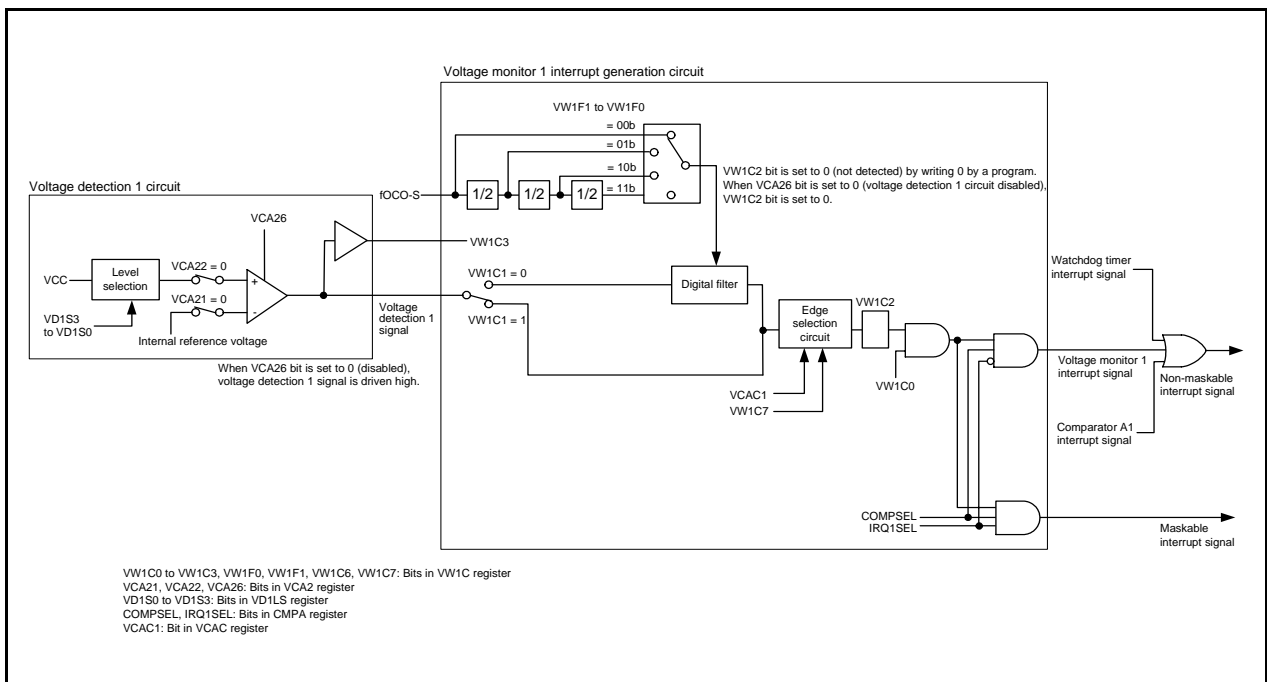 Voltage monitor 1 interrupt generation circuit
VW1F1 to VW1F0
= 00b
= 01b
= 10b
= 11b
fOCO-S
1/2
1/2
1/2
VW1C2 bit is set to 0 (not detected) by writing 0 by a program.
When VCA26 bit is set to 0 (voltage detection 1 circuit disabled),
VW1C2 bit is set to 0.
Voltage detection 1 circuit
VCA26
VW1C3
VCC
Level
selection
VCA22 = 0
+
VCA21 = 0
-
VD1S3
to VD1S0
Internal reference voltage
Voltage
detection 1
signal
When VCA26 bit is set to 0 (disabled),
voltage detection 1 signal is driven high.
VW1C1 = 0
VW1C1 = 1
Digital filter
Edge
selection
circuit
VW1C2
VCAC1
VW1C7
VW1C0
Watchdog timer
interrupt signal
Voltage monitor 1
interrupt signal
Non-maskable
interrupt signal
Comparator A1
interrupt signal
COMPSEL
IRQ1SEL
Maskable
interrupt signal
VW1C0 to VW1C3, VW1F0, VW1F1, VW1C6, VW1C7: Bits in VW1C register
VCA21, VCA22, VCA26: Bits in VCA2 register
VD1S0 to VD1S3: Bits in VD1LS register
COMPSEL, IRQ1SEL: Bits in CMPA register
VCAC1: Bit in VCAC register